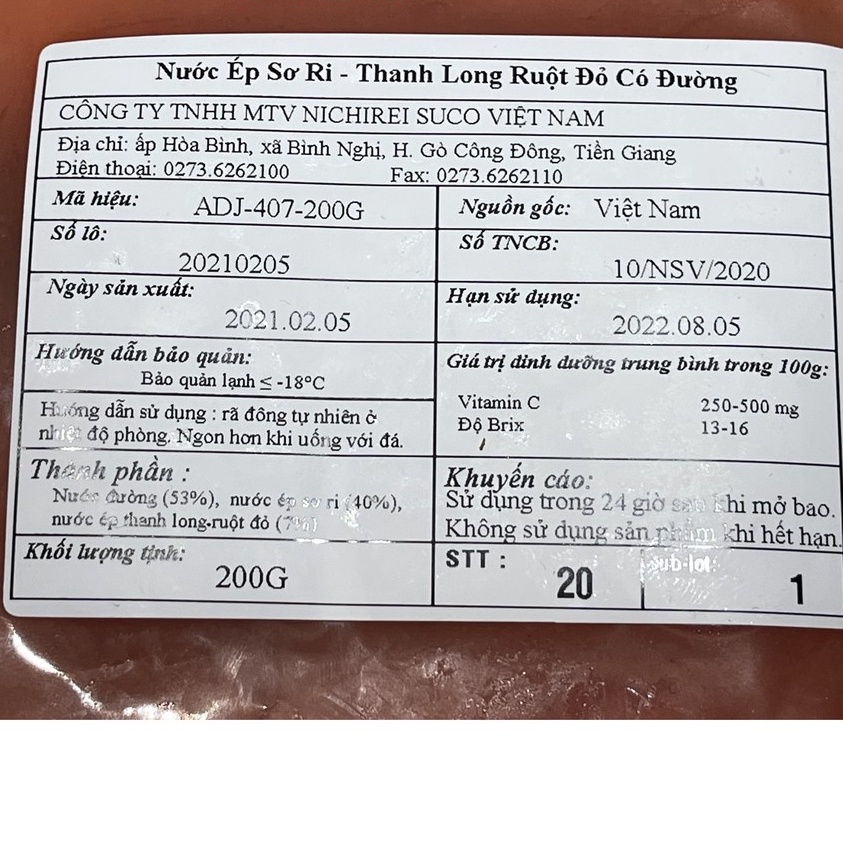 Nước Ép Sơ Ri - Thanh Long Ruột Đỏ Có Đường
CÔNG TY TNHH MTV NICHIREI SUCO VIỆT NAM
Địa chỉ: ấp Hòa Bình, xã Bình Nghị, H. Gò Công Đông, Tiền Giang
Điện thoại: 0273.6262100 Fax: 0273.6262110
Mã hiệu: ADJ-407-200G
Nguồn gốc: Việt Nam
Số lô: 20210205
Số TNCB: 10/NSV/2020
Ngày sản xuất: 2021.02.05
Hạn sử dụng: 2022.08.05
Hướng dẫn bảo quản:
Bảo quản lạnh ≤ -18°C
Hướng dẫn sử dụng : rã đông tự nhiên ở
nhiệt độ phòng. Ngon hơn khi uống với đá.
Giá trị dinh dưỡng trung bình trong 100g:
Vitamin C 250-500 mg
Độ Brix 13-16
Thành phần :
Nước đường (53%), nước ép sơ ri (40%),
nước ép thanh long ruột đỏ (7%)
Khuyến cáo:
Sử dụng trong 24 giờ sau khi mở bao.
Không sử dụng sản phẩm khi hết hạn.
Khối lượng tịnh:
200G
STT : 20
Sub-lot: 1